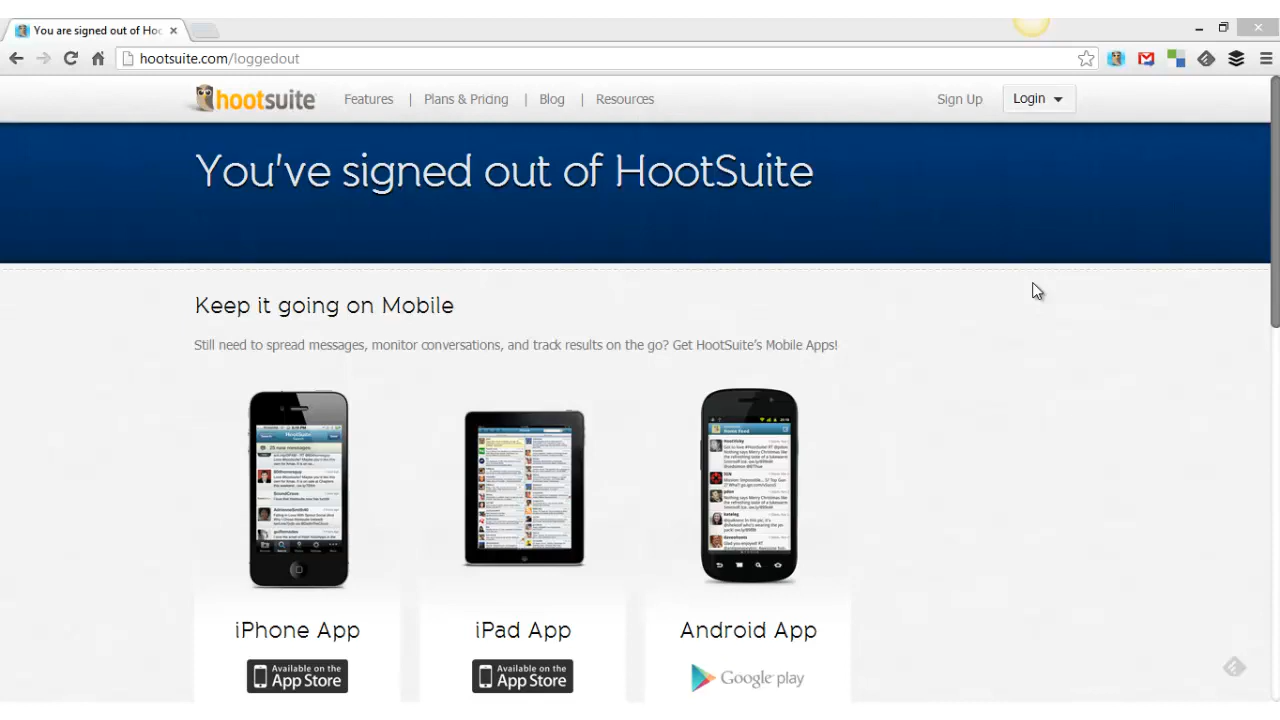 You are signed out of Hoo
hootsuite.com/loggedout
hootsuite
Features | Plans & Pricing | Blog | Resources
Sign Up
Login
You've signed out of HootSuite
Keep it going on Mobile
Still need to spread messages, monitor conversations, and track results on the go? Get HootSuite's Mobile Apps!
iPhone App
iPad App
Android App
Available on the
App Store
Available on the
App Store
Google play